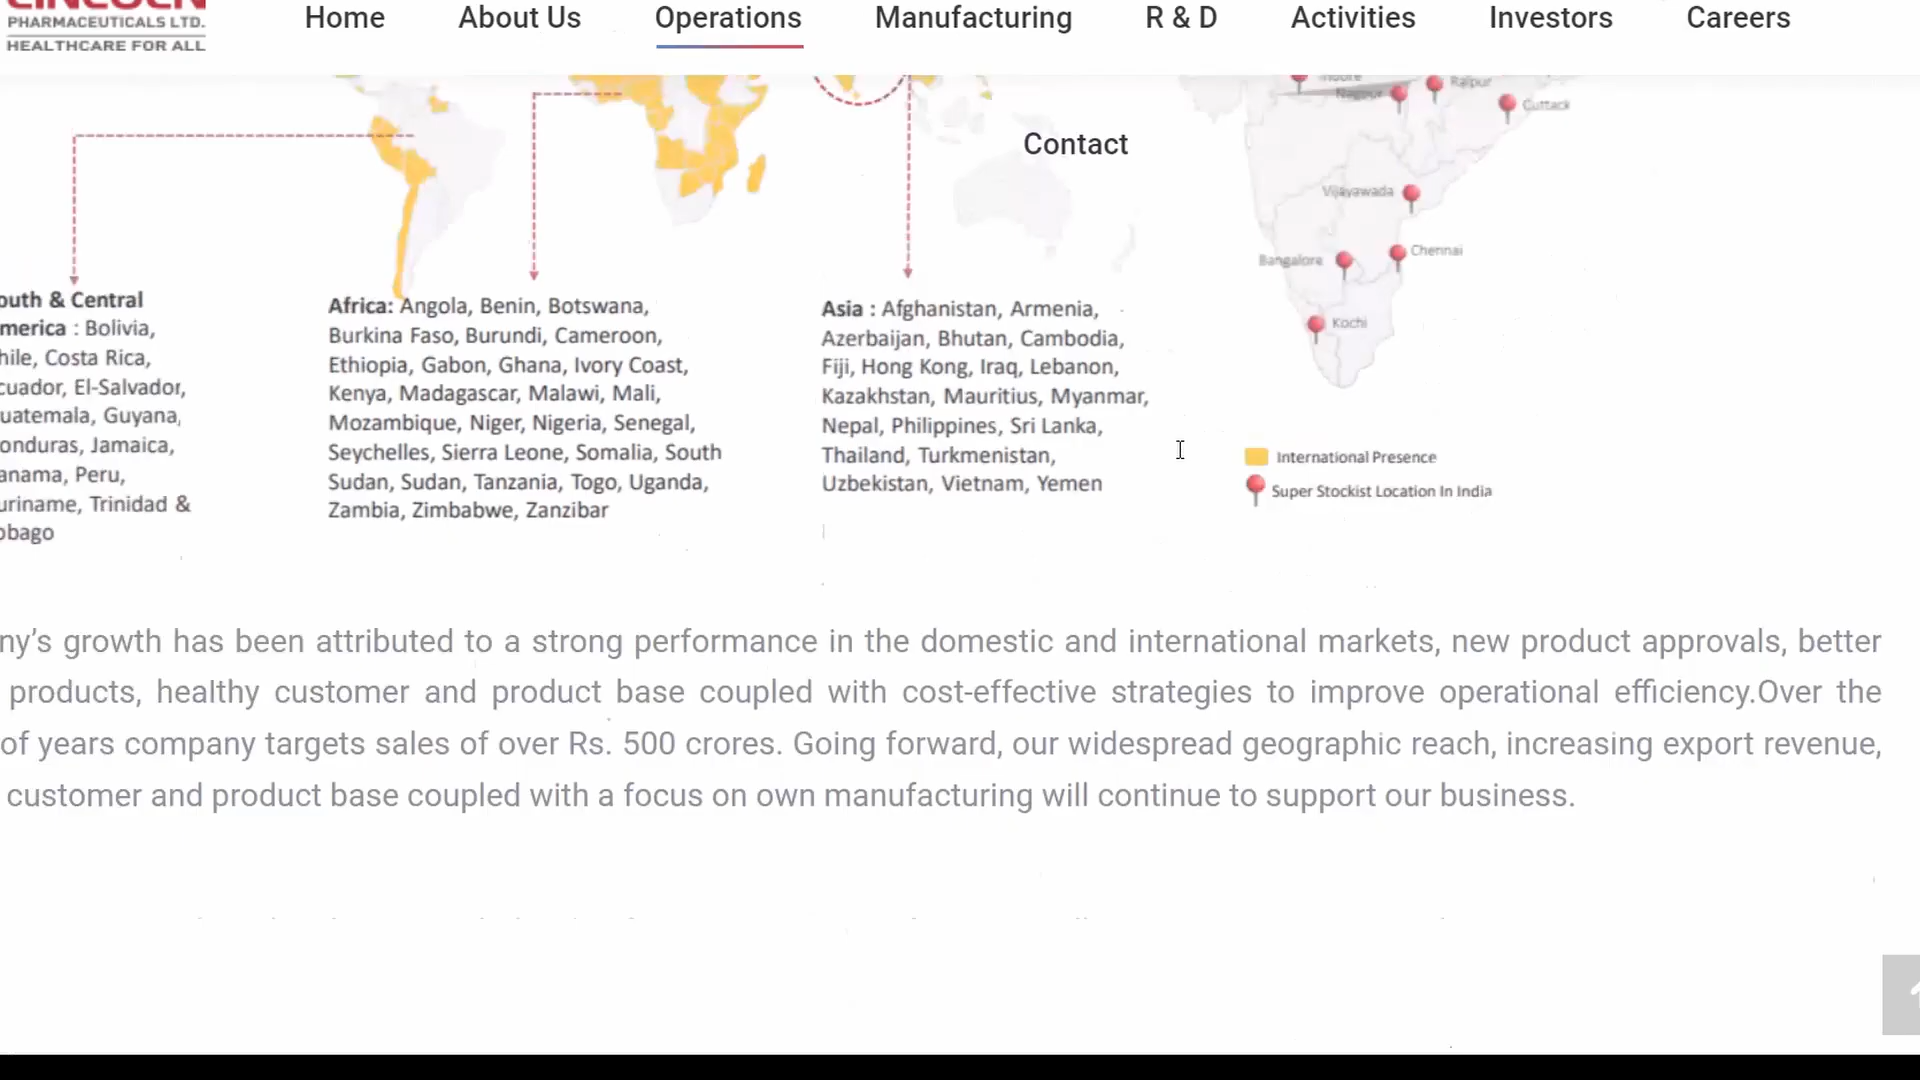 LINCOLN
PHARMACEUTICALS LTD.
HEALTHCARE FOR ALL
Home
About Us
Operations
Manufacturing
R & D
Activities
Investors
Careers
Contact
Indore
Nagpur
Raipur
Cuttack
Vijayawada
Bangalore
Chennai
Kochi
outh & Central
merica : Bolivia,
hile, Costa Rica,
cuador, El-Salvador,
uatemala, Guyana,
onduras, Jamaica,
anama, Peru,
uriname, Trinidad &
obago
Africa: Angola, Benin, Botswana,
Burkina Faso, Burundi, Cameroon,
Ethiopia, Gabon, Ghana, Ivory Coast,
Kenya, Madagascar, Malawi, Mali,
Mozambique, Niger, Nigeria, Senegal,
Seychelles, Sierra Leone, Somalia, South
Sudan, Sudan, Tanzania, Togo, Uganda,
Zambia, Zimbabwe, Zanzibar
Asia : Afghanistan, Armenia,
Azerbaijan, Bhutan, Cambodia,
Fiji, Hong Kong, Iraq, Lebanon,
Kazakhstan, Mauritius, Myanmar,
Nepal, Philippines, Sri Lanka,
Thailand, Turkmenistan,
Uzbekistan, Vietnam, Yemen
International Presence
Super Stockist Location In India
ny's growth has been attributed to a strong performance in the domestic and international markets, new product approvals, better
products, healthy customer and product base coupled with cost-effective strategies to improve operational efficiency.Over the
of years company targets sales of over Rs. 500 crores. Going forward, our widespread geographic reach, increasing export revenue,
customer and product base coupled with a focus on own manufacturing will continue to support our business.